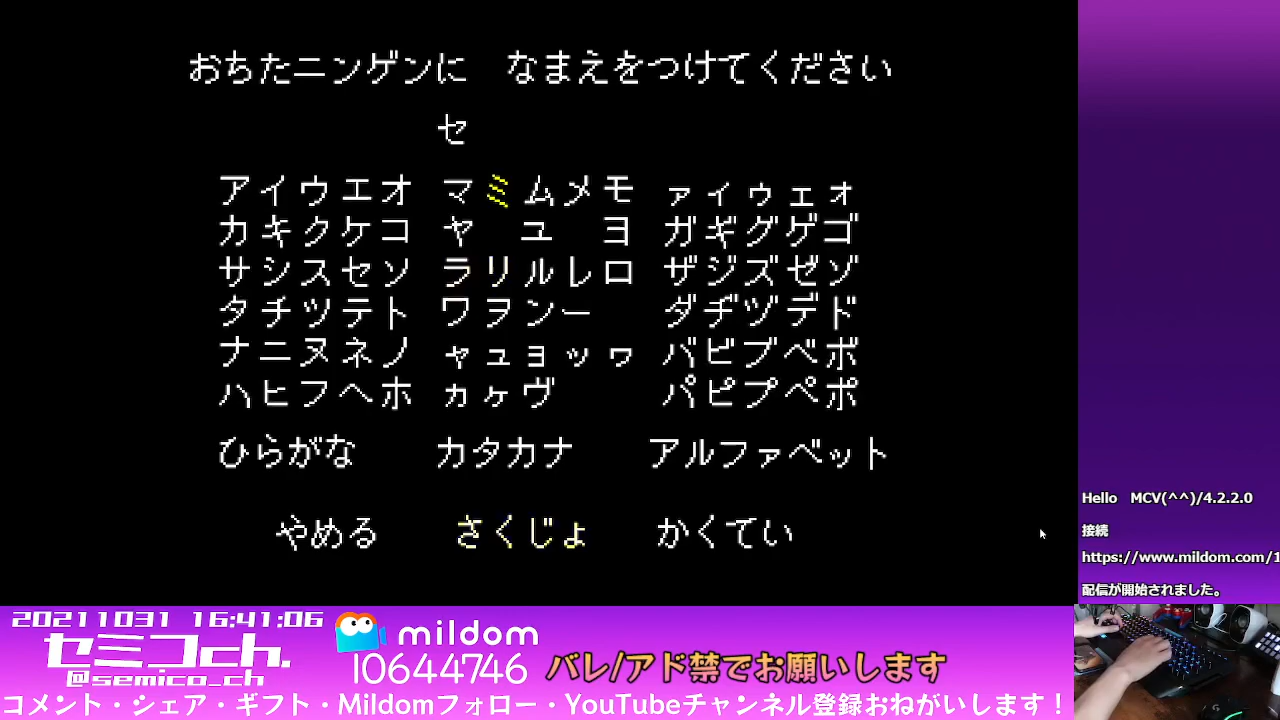 おちたニンゲンに なまえをつけてください
セ
アイウエオ マミムメモ ァィゥェォ
カキクケコ ヤ ユ ヨ ガギグゲゴ
サシスセソ ラリルレロ ザジズゼゾ
タチツテト ワヲンー ダヂヅデド
ナニヌネノ ャュョッヮ バビブベボ
ハヒフヘホ ヵヶヴ パピプペポ
ひらがな カタカナ アルファベット
やめる さくじょ かくてい
Hello MCV(^^)/4.2.2.0
接続
https://www.mildom.com/1
配信が開始されました。
20211031 16:41:06
セミコch.
@semico_ch
mildom
10644746
バレ/アド禁でお願いします
コメント・シェア・ギフト・Mildomフォロー・YouTubeチャンネル登録おねがいします!